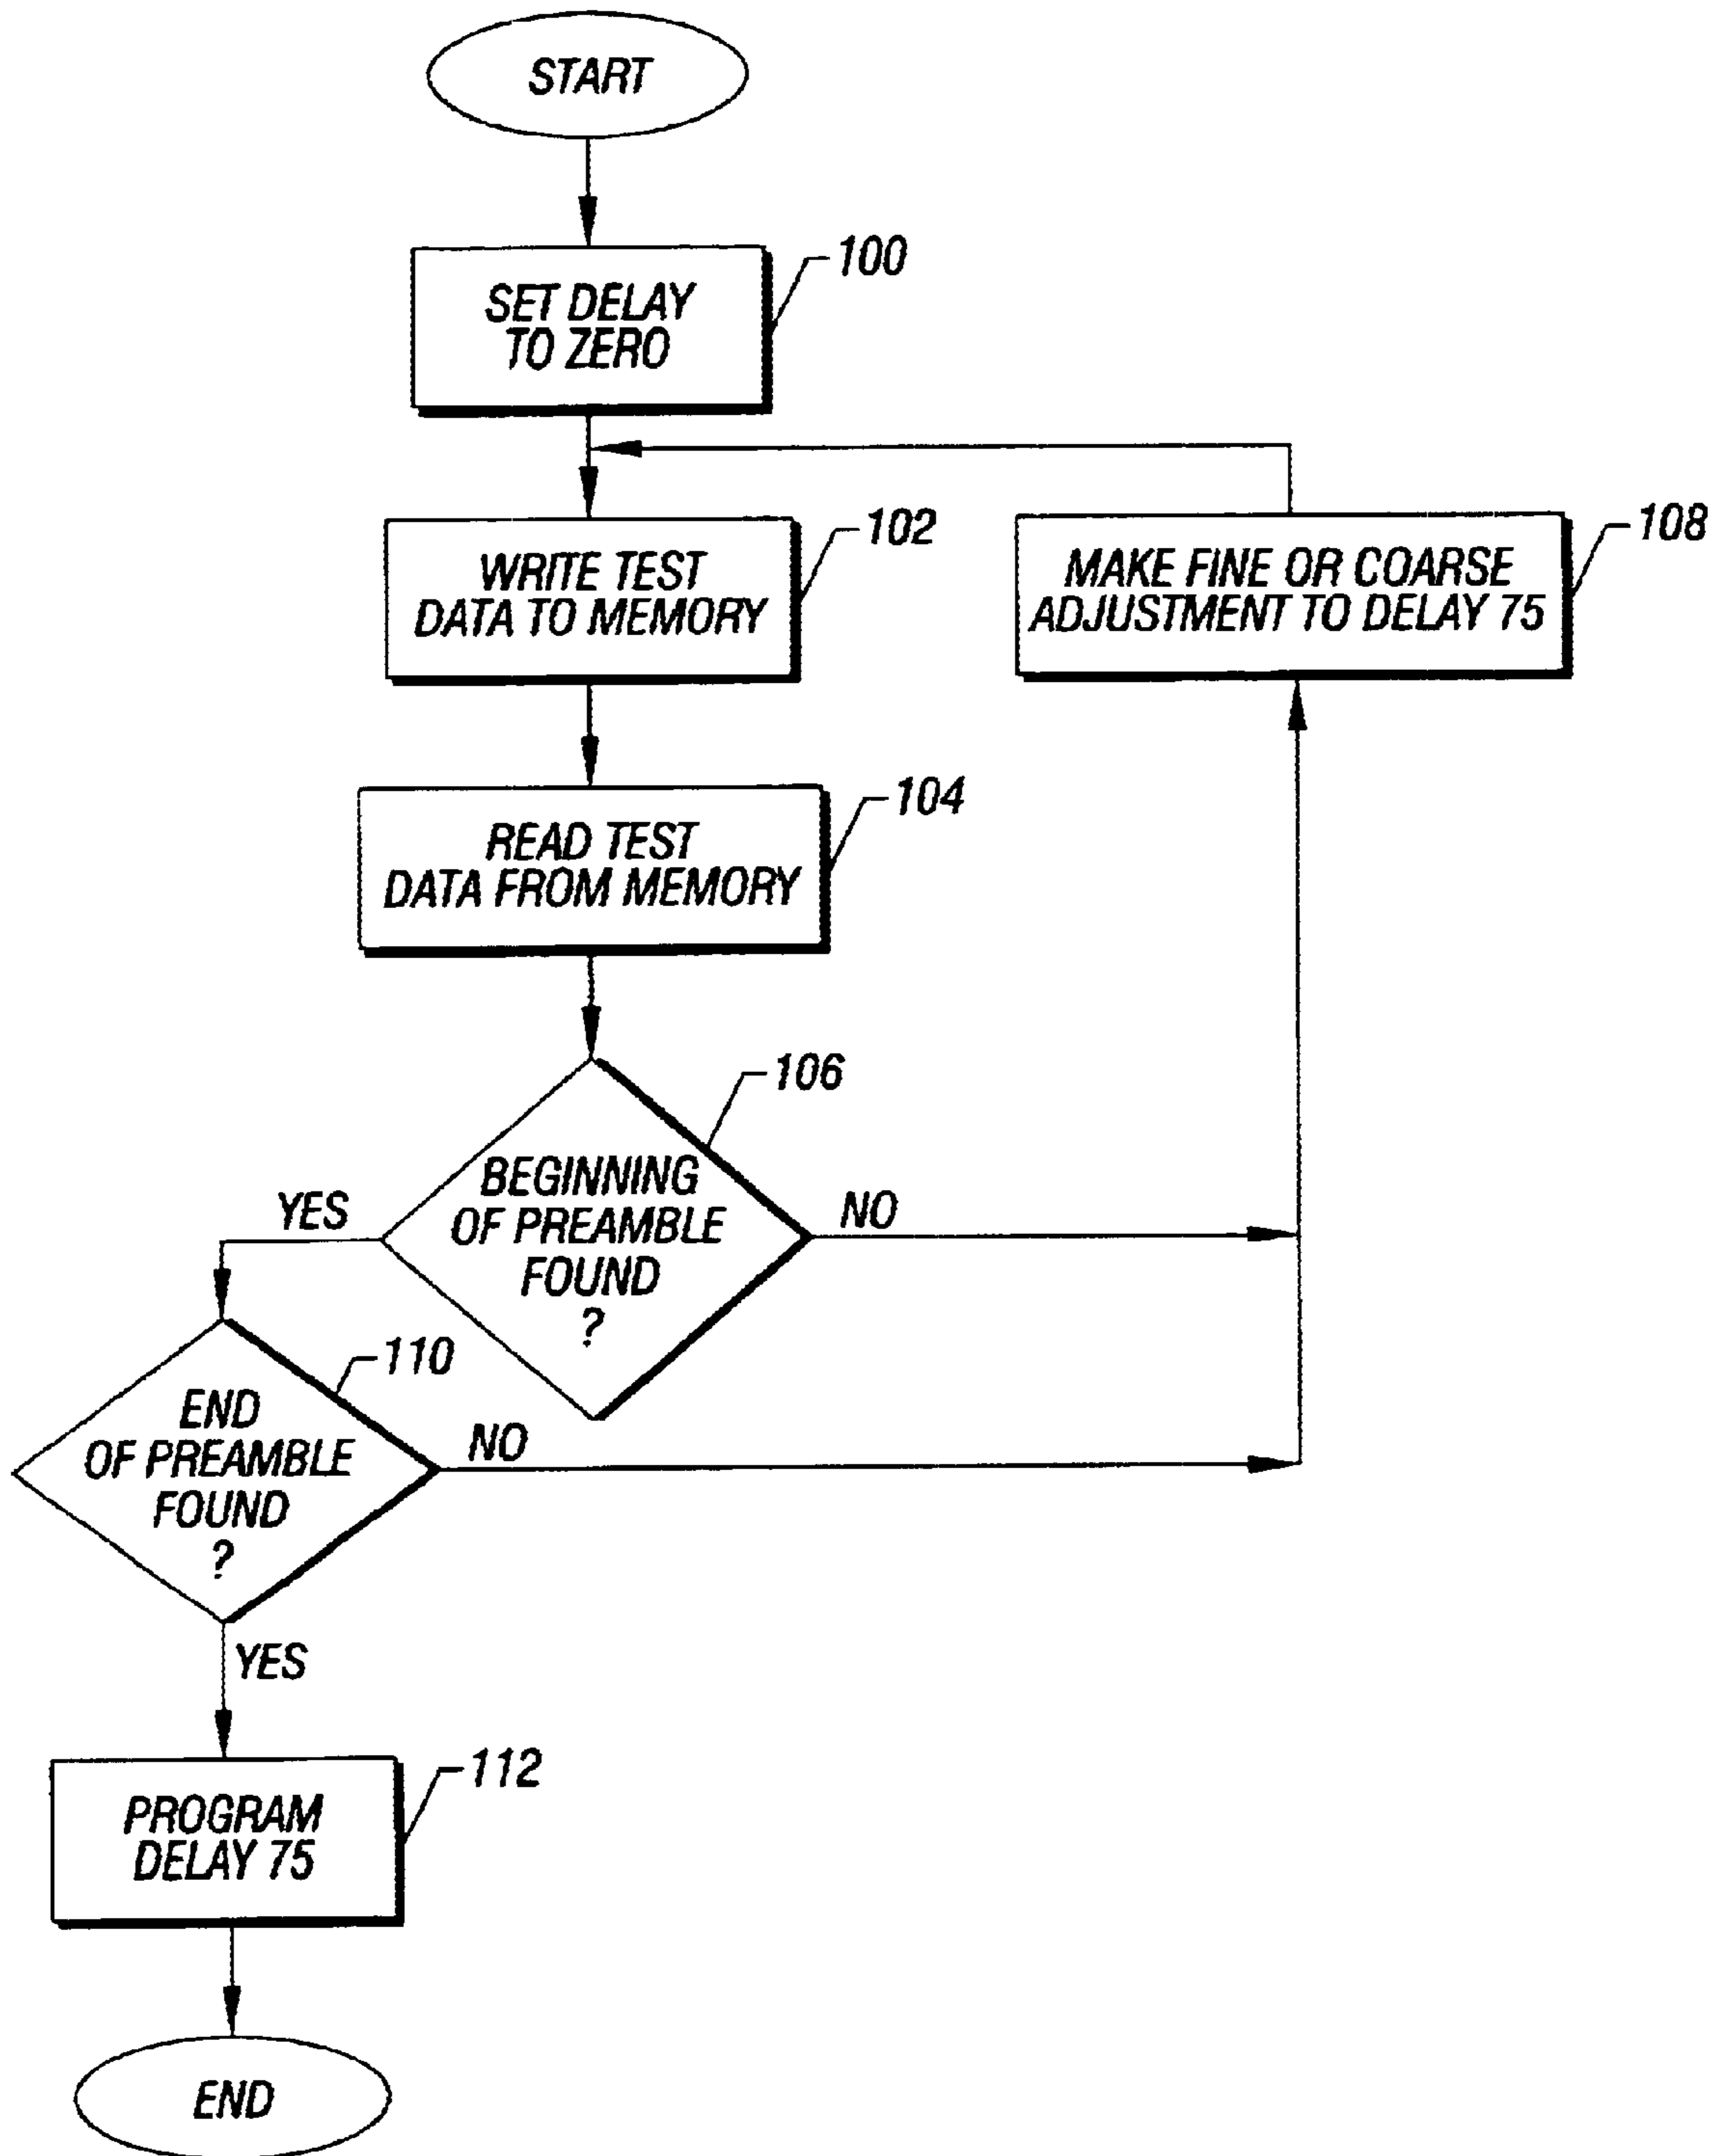 START
100
SET DELAY
TO ZERO
102
WRITE TEST
DATA TO MEMORY
108
MAKE FINE OR COARSE
ADJUSTMENT TO DELAY 75
104
READ TEST
DATA FROM MEMORY
106
BEGINNING
OF PREAMBLE
FOUND
?
YES
NO
110
END
OF PREAMBLE
FOUND
?
NO
YES
112
PROGRAM
DELAY 75
END